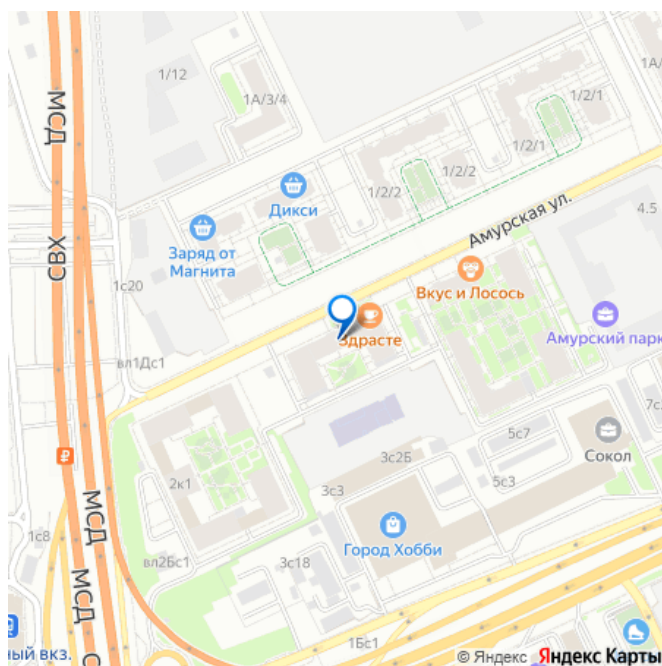 МСД
1/12
1А/3/4
1А/
1/2/1
1/2/1
1/2/2
1/2/2
Дикси
СВХ
Заряд от
Магнита
Амурская ул.
4.5
1с20
Вкус и Лосось
Здрасте
Амурский парк
вл1Дс1
7с
5с7
Сокол
3с2Б
2к1
3с3
5с3
МСД
1с8
Город Хобби
вл2Бс1
3с18
МСД
С
1Бс1
ный вкз.
© Яндекс Яндекс Карты